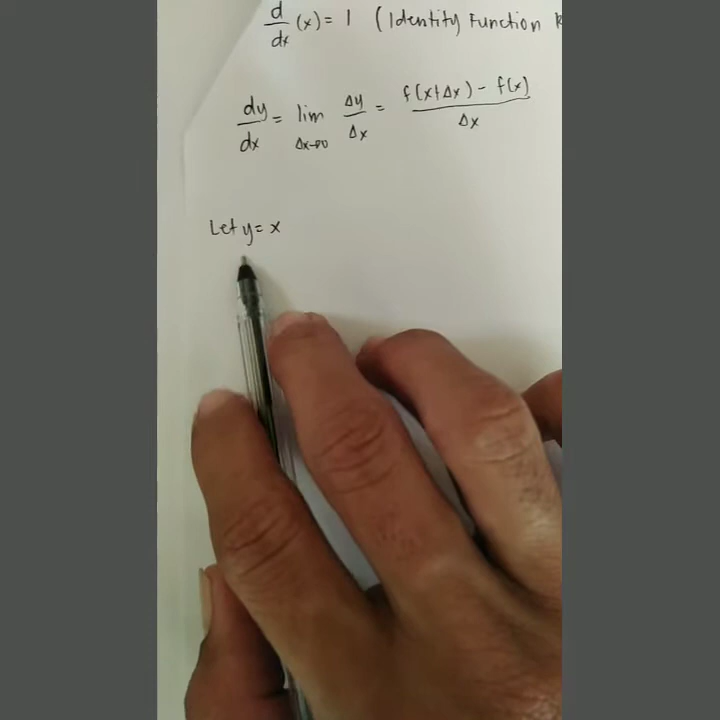 d/dx (x) = 1 (Identity Function
dy/dx = lim Δx→0 Δy/Δx = f(x+Δx) - f(x) / Δx
Let y = x